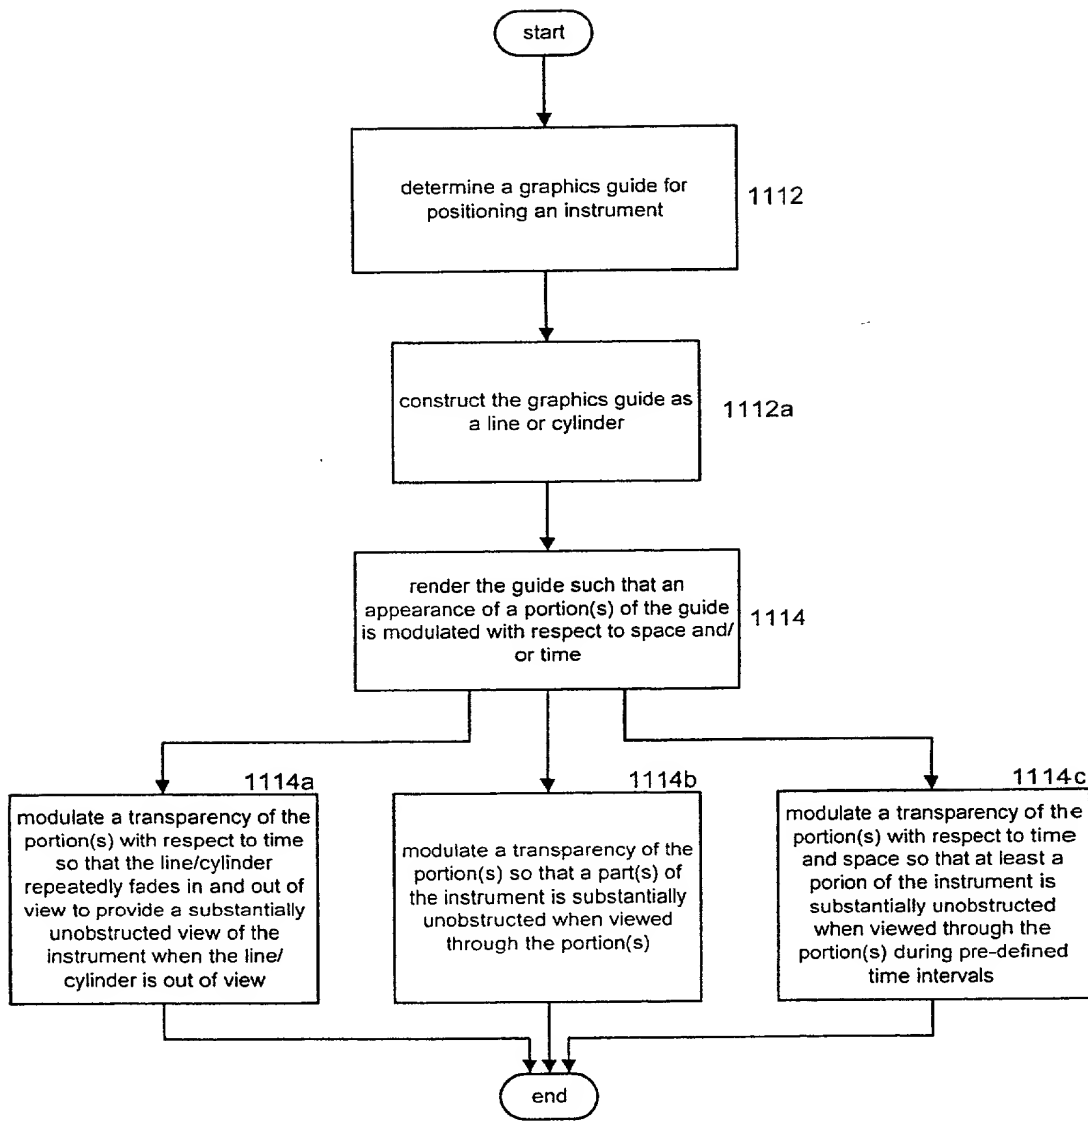 start
determine a graphics guide for
positioning an instrument
1112
construct the graphics guide as
a line or cylinder
1112a
render the guide such that an
appearance of a portion(s) of the guide
is modulated with respect to space and/
or time
1114
1114a
modulate a transparency of the
portion(s) with respect to time
so that the line/cylinder
repeatedly fades in and out of
view to provide a substantially
unobstructed view of the
instrument when the line/
cylinder is out of view
1114b
modulate a transparency of the
portion(s) so that a part(s) of
the instrument is substantially
unobstructed when viewed
through the portion(s)
1114c
modulate a transparency of the
portion(s) with respect to time
and space so that at least a
porion of the instrument is
substantially unobstructed
when viewed through the
portion(s) during pre-defined
time intervals
end